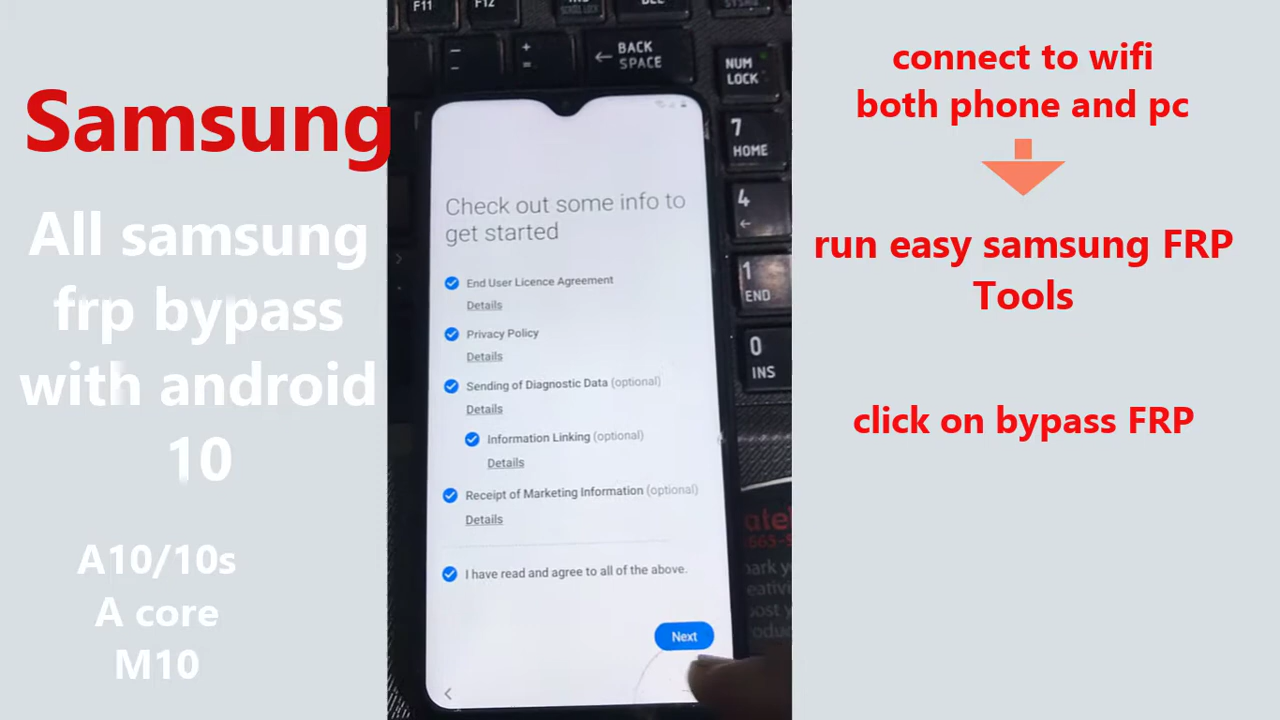 Samsung
All samsung
frp bypass
with android
10
A10/10s
A core
M10
F11
F12
BACK
SPACE
NUM
LOCK
7
HOME
4
1
END
0
INS
Check out some info to
get started
End User Licence Agreement
Details
Privacy Policy
Details
Sending of Diagnostic Data (optional)
Details
Information Linking (optional)
Details
Receipt of Marketing Information (optional)
Details
I have read and agree to all of the above.
Next
connect to wifi
both phone and pc
run easy samsung FRP
Tools
click on bypass FRP